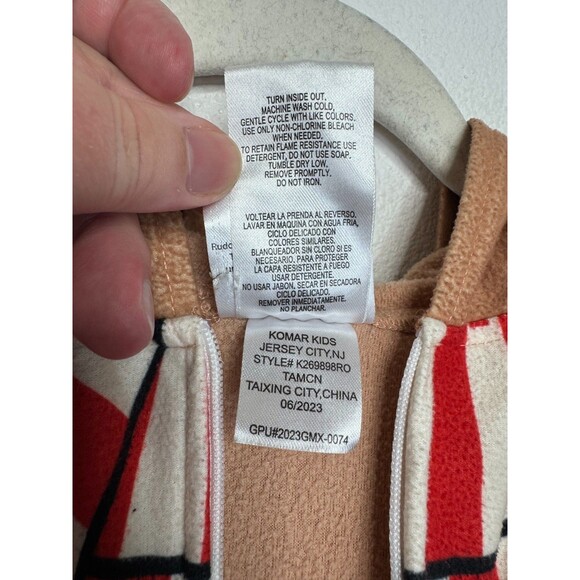 TURN INSIDE OUT,
MACHINE WASH COLD,
GENTLE CYCLE WITH LIKE COLORS.
USE ONLY NON-CHLORINE BLEACH
WHEN NEEDED.
TO RETAIN FLAME RESISTANCE USE
DETERGENT, DO NOT USE SOAP.
TUMBLE DRY LOW.
REMOVE PROMPTLY.
DO NOT IRON.
VOLTEAR LA PRENDA AL REVERSO.
LAVAR EN MAQUINA CON AGUA FRIA,
CICLO DELICADO CON
COLORES SIMILARES.
BLANQUEADOR SIN CLORO SI ES
NECESARIO. PARA PROTEGER
LA CAPA RESISTENTE A FUEGO
USAR DETERGENTE.
NO USAR JABON, SECAR EN SECADORA
CICLO DELICADO.
REMOVER INMEDIATAMENTE.
NO PLANCHAR.
KOMAR KIDS
JERSEY CITY,NJ
STYLE# K269898RO
TAMCN
TAIXING CITY,CHINA
06/2023
GPU#2023GMX-0074